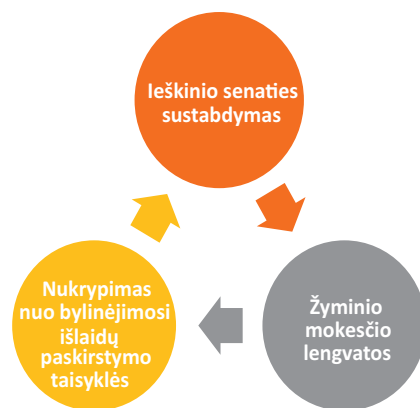 Ieškinio senaties
sustabdymas
Žyminio
mokesčio
lengvatos
Nukrypimas
nuo bylinėjimosi
išlaidų
paskirstymo
taisyklės